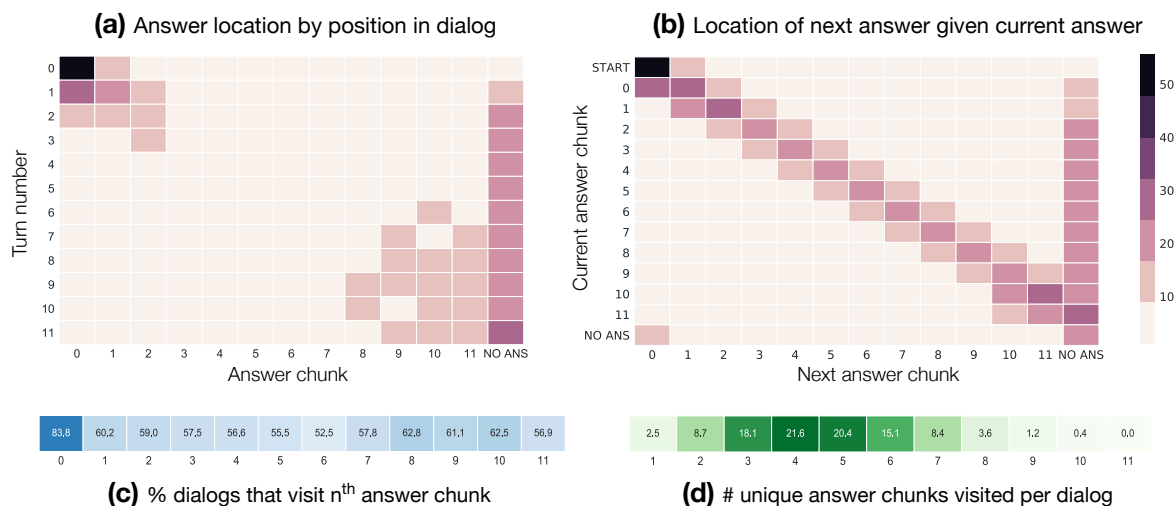 (a) Answer location by position in dialog
(b) Location of next answer given current answer
Turn number
0
1
2
3
4
5
6
7
8
9
10
11
0 1 2 3 4 5 6 7 8 9 10 11 NO ANS
Answer chunk
Current answer chunk
START
0
1
2
3
4
5
6
7
8
9
10
11
NO ANS
0 1 2 3 4 5 6 7 8 9 10 11 NO ANS
Next answer chunk
50
40
30
20
10
83,8 60,2 59,0 57,5 56,6 55,5 52,5 57,8 62,8 61,1 62,5 56,9
0 1 2 3 4 5 6 7 8 9 10 11
(c) % dialogs that visit nth answer chunk
2.5 8.7 18.1 21.6 20.4 15.1 8.4 3.6 1.2 0.4 0.0
1 2 3 4 5 6 7 8 9 10 11
(d) # unique answer chunks visited per dialog